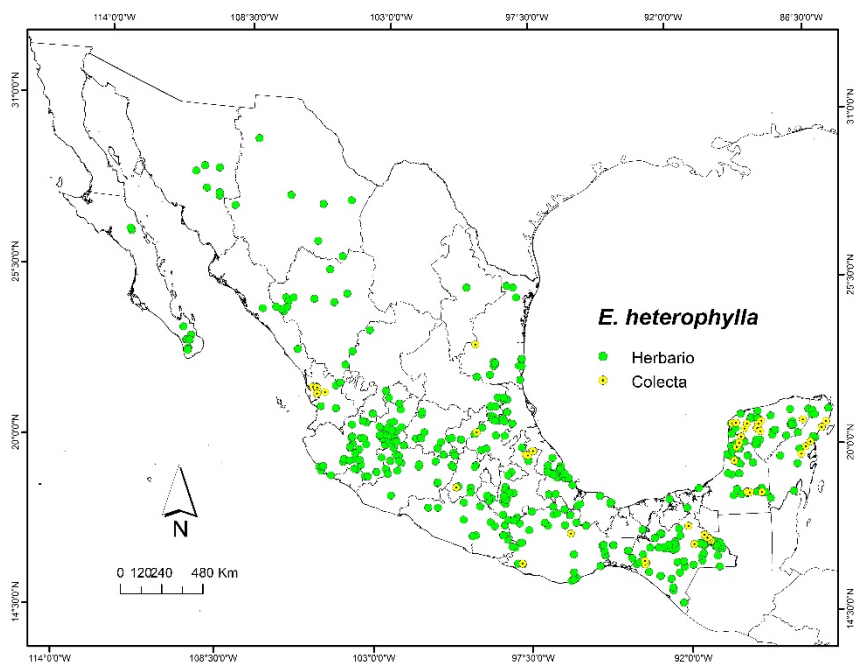 114°0'0"W 108°30'0"W 103°0'0"W 97°30'0"W 92°0'0"W 86°30'0"W
31°0'0"N 31°0'0"N
25°30'0"N 25°30'0"N
E. heterophylla
Herbario
Colecta
20°0'0"N 20°0'0"N
N
0 120240 480 Km
14°30'0"N 14°30'0"N
114°0'0"W 108°30'0"W 103°0'0"W 97°30'0"W 92°0'0"W